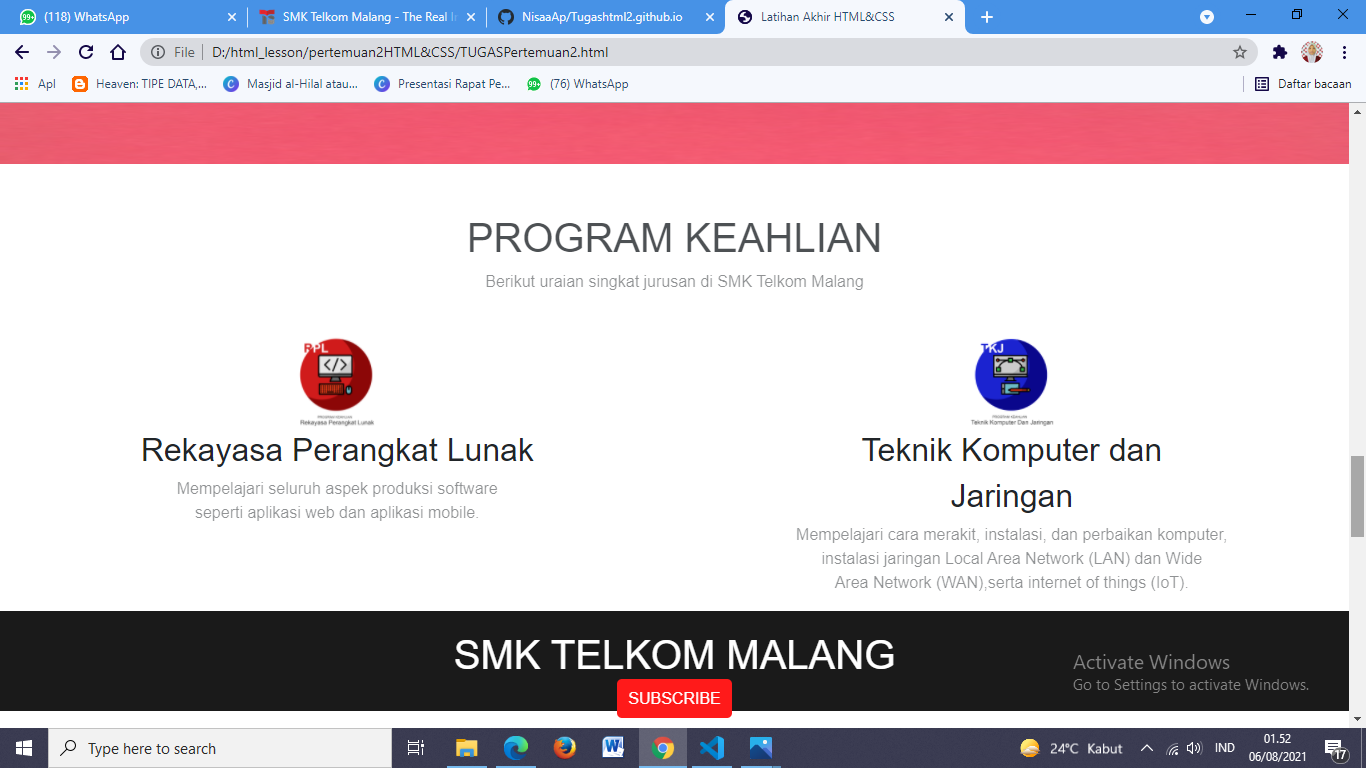 (118) WhatsApp
SMK Telkom Malang - The Real In
NisaaAp/Tugashtml2.github.io
Latihan Akhir HTML&CSS
File
D:/html_lesson/pertemuan2HTML&CSS/TUGASPertemuan2.html
Apl
Heaven: TIPE DATA,...
Masjid al-Hilal atau...
Presentasi Rapat Pe...
(76) WhatsApp
Daftar bacaan
PROGRAM KEAHLIAN
Berikut uraian singkat jurusan di SMK Telkom Malang
RPL
PROGRAM KEAHLIAN
Rekayasa Perangkat Lunak
Rekayasa Perangkat Lunak
Mempelajari seluruh aspek produksi software
seperti aplikasi web dan aplikasi mobile.
TKJ
PROGRAM KEAHLIAN
Teknik Komputer Dan Jaringan
Teknik Komputer dan
Jaringan
Mempelajari cara merakit, instalasi, dan perbaikan komputer,
instalasi jaringan Local Area Network (LAN) dan Wide
Area Network (WAN),serta internet of things (IoT).
SMK TELKOM MALANG
SUBSCRIBE
Activate Windows
Go to Settings to activate Windows.
Type here to search
24°C Kabut
IND
01.52
06/08/2021
17